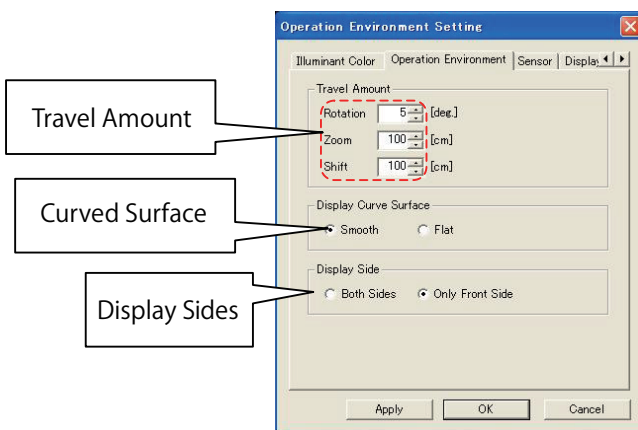 Operation Environment Setting
Illuminant Color Operation Environment Sensor Display
Travel Amount
Travel Amount
Rotation 5 [deg.]
Zoom 100 [cm]
Shift 100 [cm]
Curved Surface
Display Curve Surface
Smooth Flat
Display Sides
Display Side
Both Sides Only Front Side
Apply OK Cancel